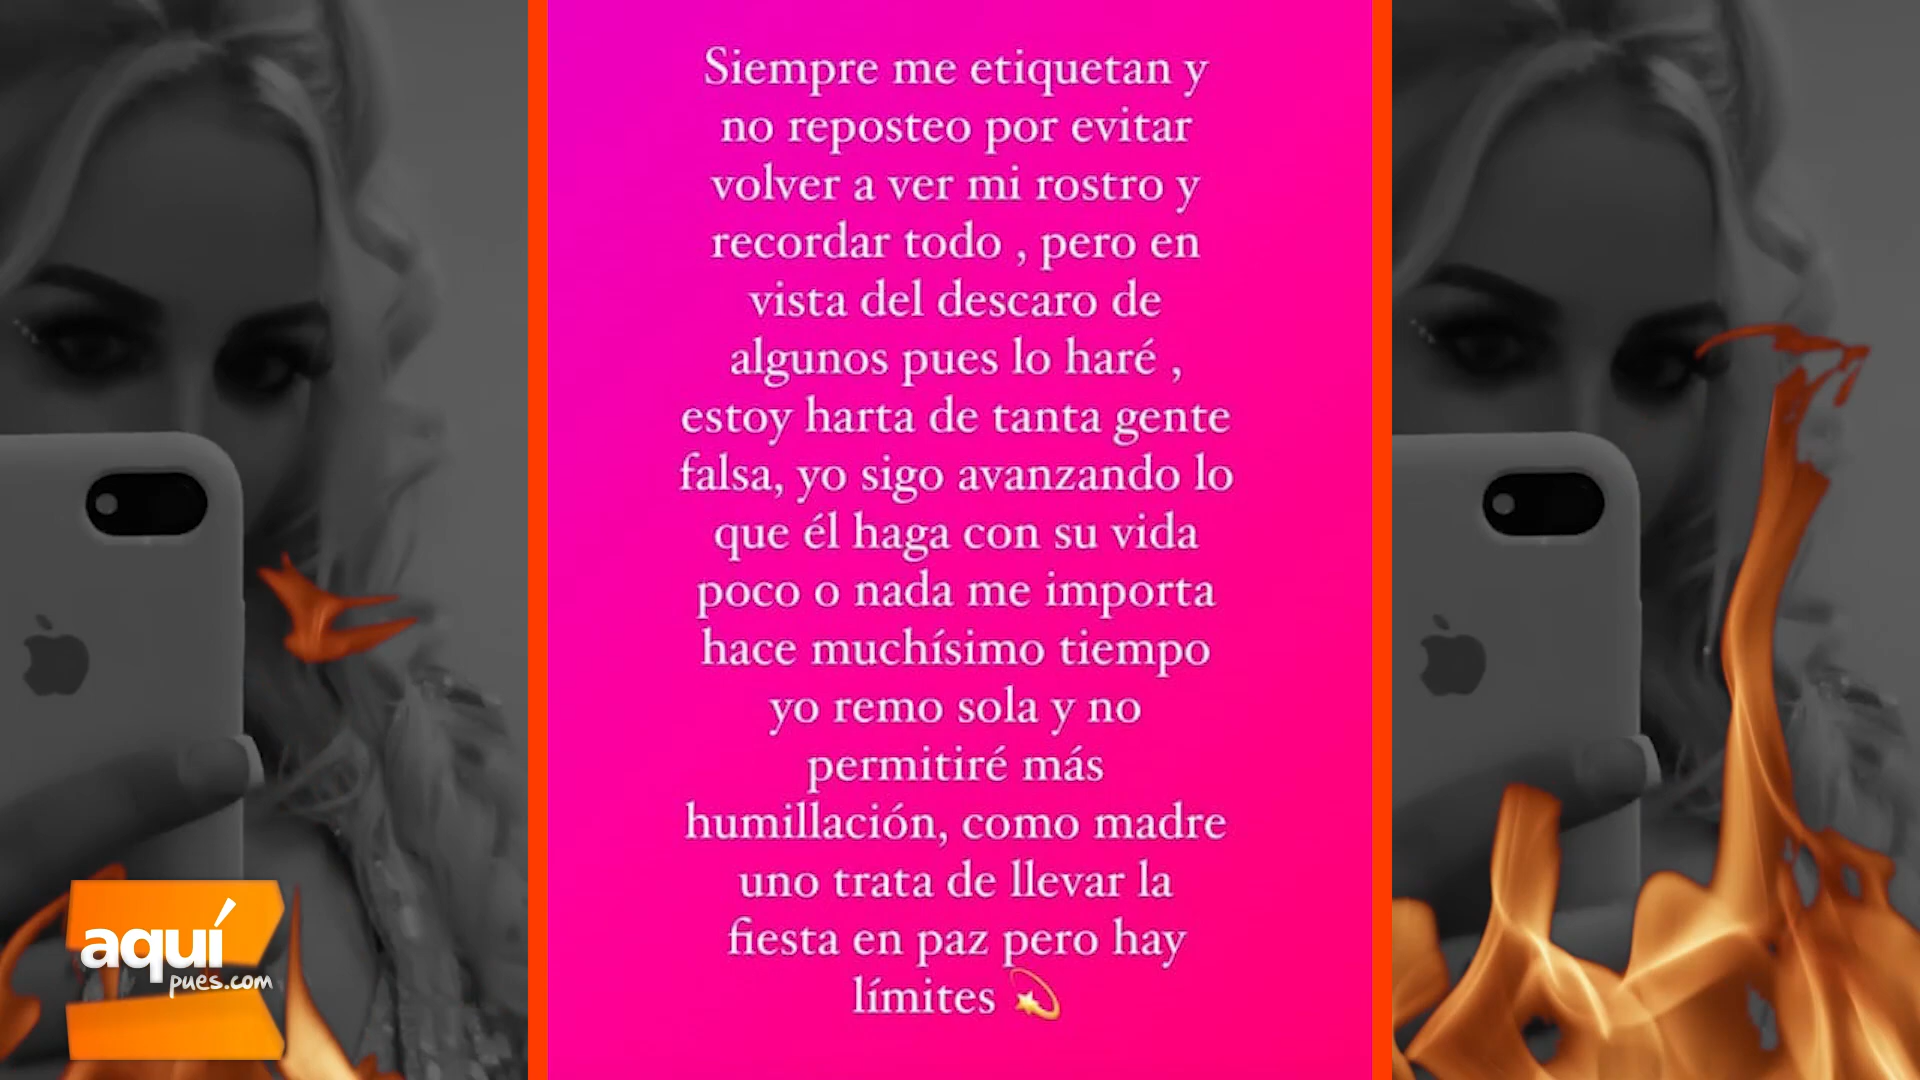 Siempre me etiquetan y
no reposteo por evitar
volver a ver mi rostro y
recordar todo , pero en
vista del descaro de
algunos pues lo haré ,
estoy harta de tanta gente
falsa, yo sigo avanzando lo
que él haga con su vida
poco o nada me importa
hace muchísimo tiempo
yo remo sola y no
permitiré más
humillación, como madre
uno trata de llevar la
fiesta en paz pero hay
límites 💫
aquí
pues.com